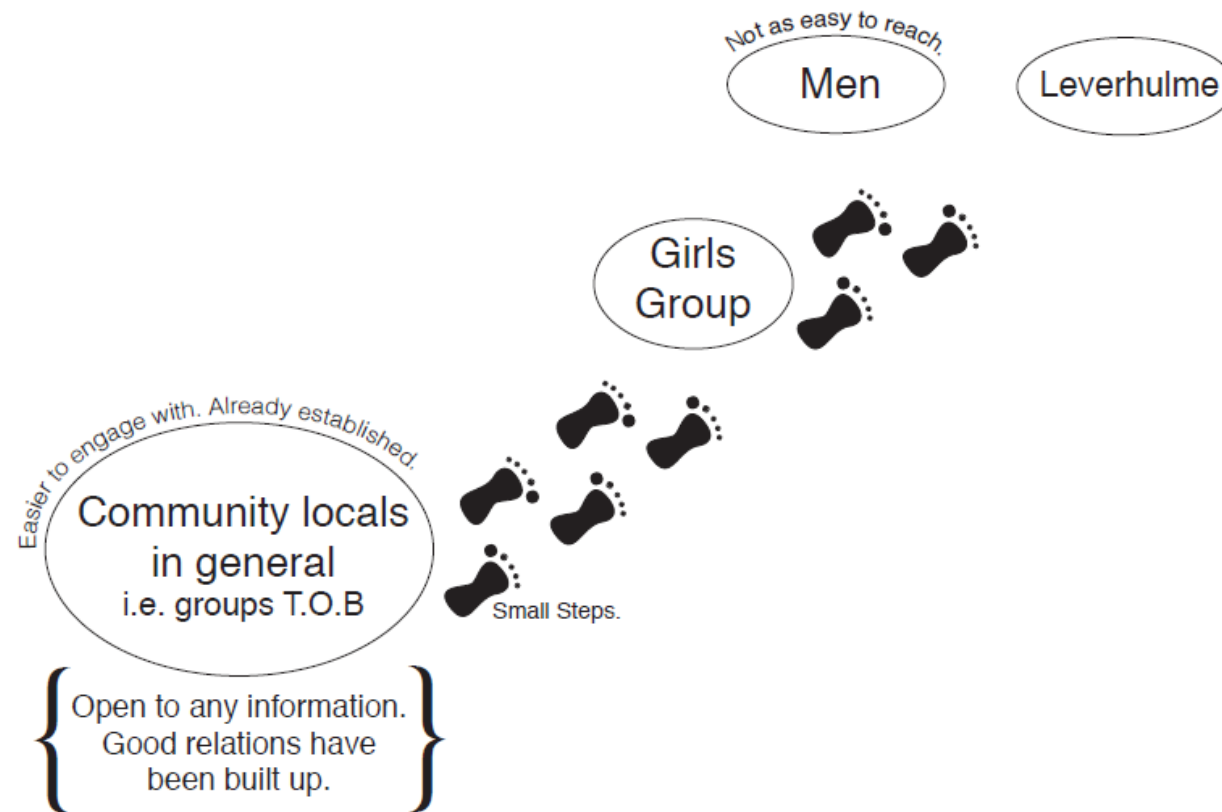 Not as easy to reach.
Men
Leverhulme
Girls
Group
Easier to engage with. Already established.
Community locals
in general
i.e. groups T.O.B
Small Steps.
Open to any information.
Good relations have
been built up.